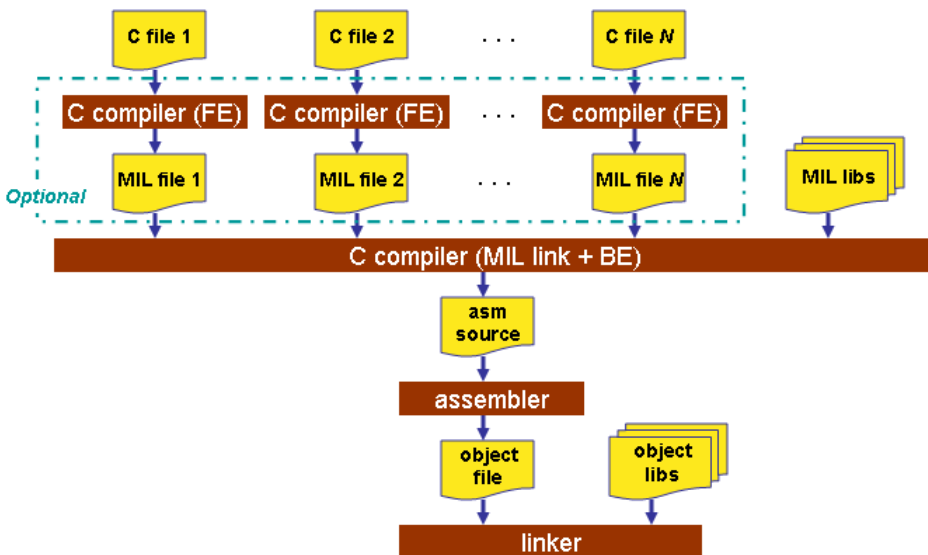 C file 1
C file 2
. . .
C file N
C compiler (FE)
C compiler (FE)
. . .
C compiler (FE)
Optional
MIL file 1
MIL file 2
. . .
MIL file N
MIL libs
C compiler (MIL link + BE)
asm
source
assembler
object
file
object
libs
linker